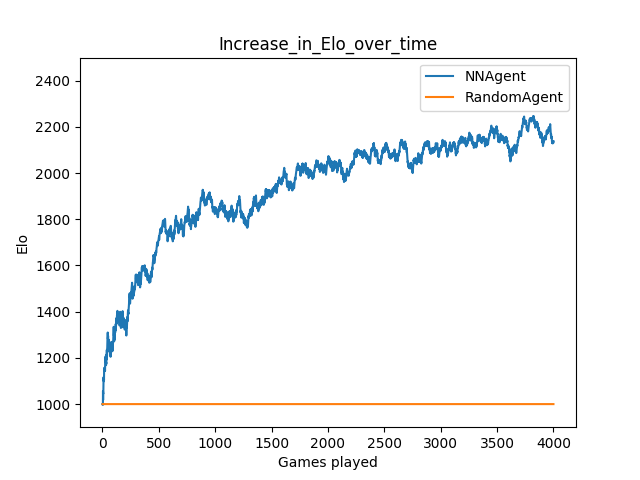 Increase_in_Elo_over_time
NNAgent
RandomAgent
2400
2200
2000
1800
1600
1400
1200
1000
Elo
0 500 1000 1500 2000 2500 3000 3500 4000
Games played